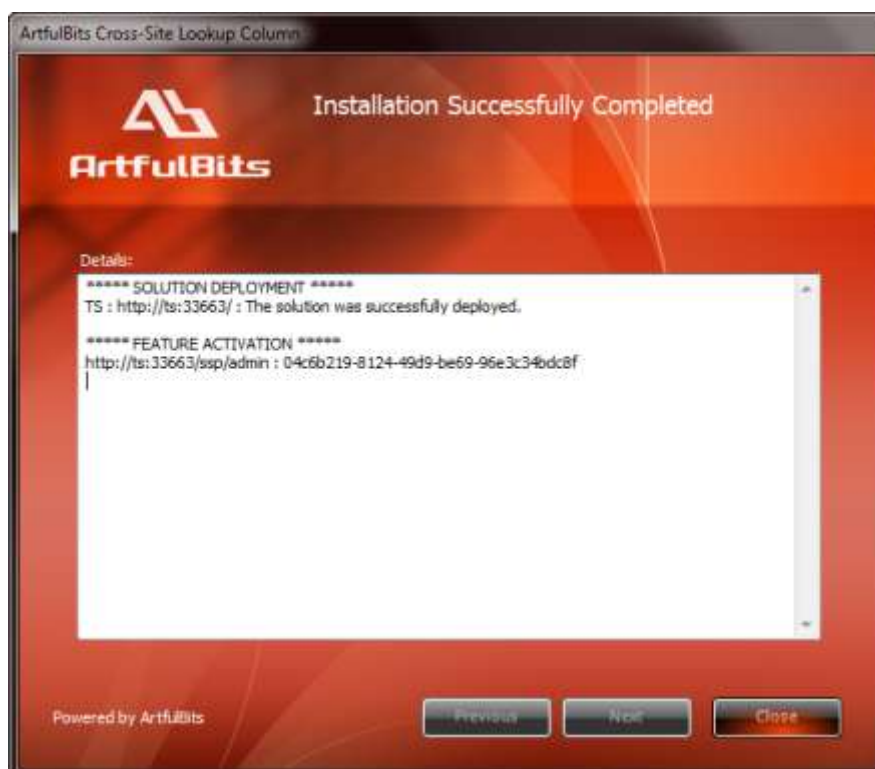 ArtfulBits Cross-Site Lookup Column
Installation Successfully Completed
ArtfulBits
Details:
***** SOLUTION DEPLOYMENT *****
TS : http://ts:33663/ : The solution was successfully deployed.
***** FEATURE ACTIVATION *****
http://ts:33663/ssp/admin : 04c6b219-8124-49d9-be69-96e3c34bdc8f
Powered by ArtfulBits
Previous
Next
Close